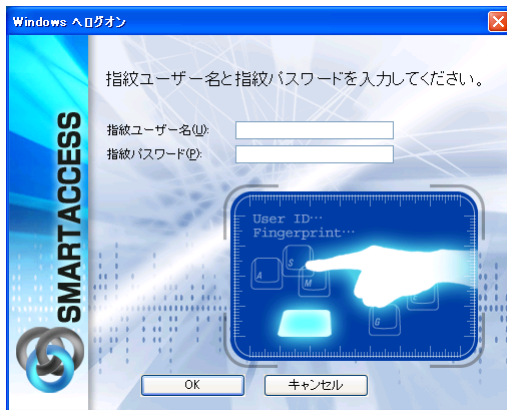 Windows へログオン
指紋ユーザー名と指紋パスワードを入力してください。
指紋ユーザー名(U):
指紋パスワード(P):
SMARTACCESS
User ID…
Fingerprint…
A
S
M
G
OK
キャンセル